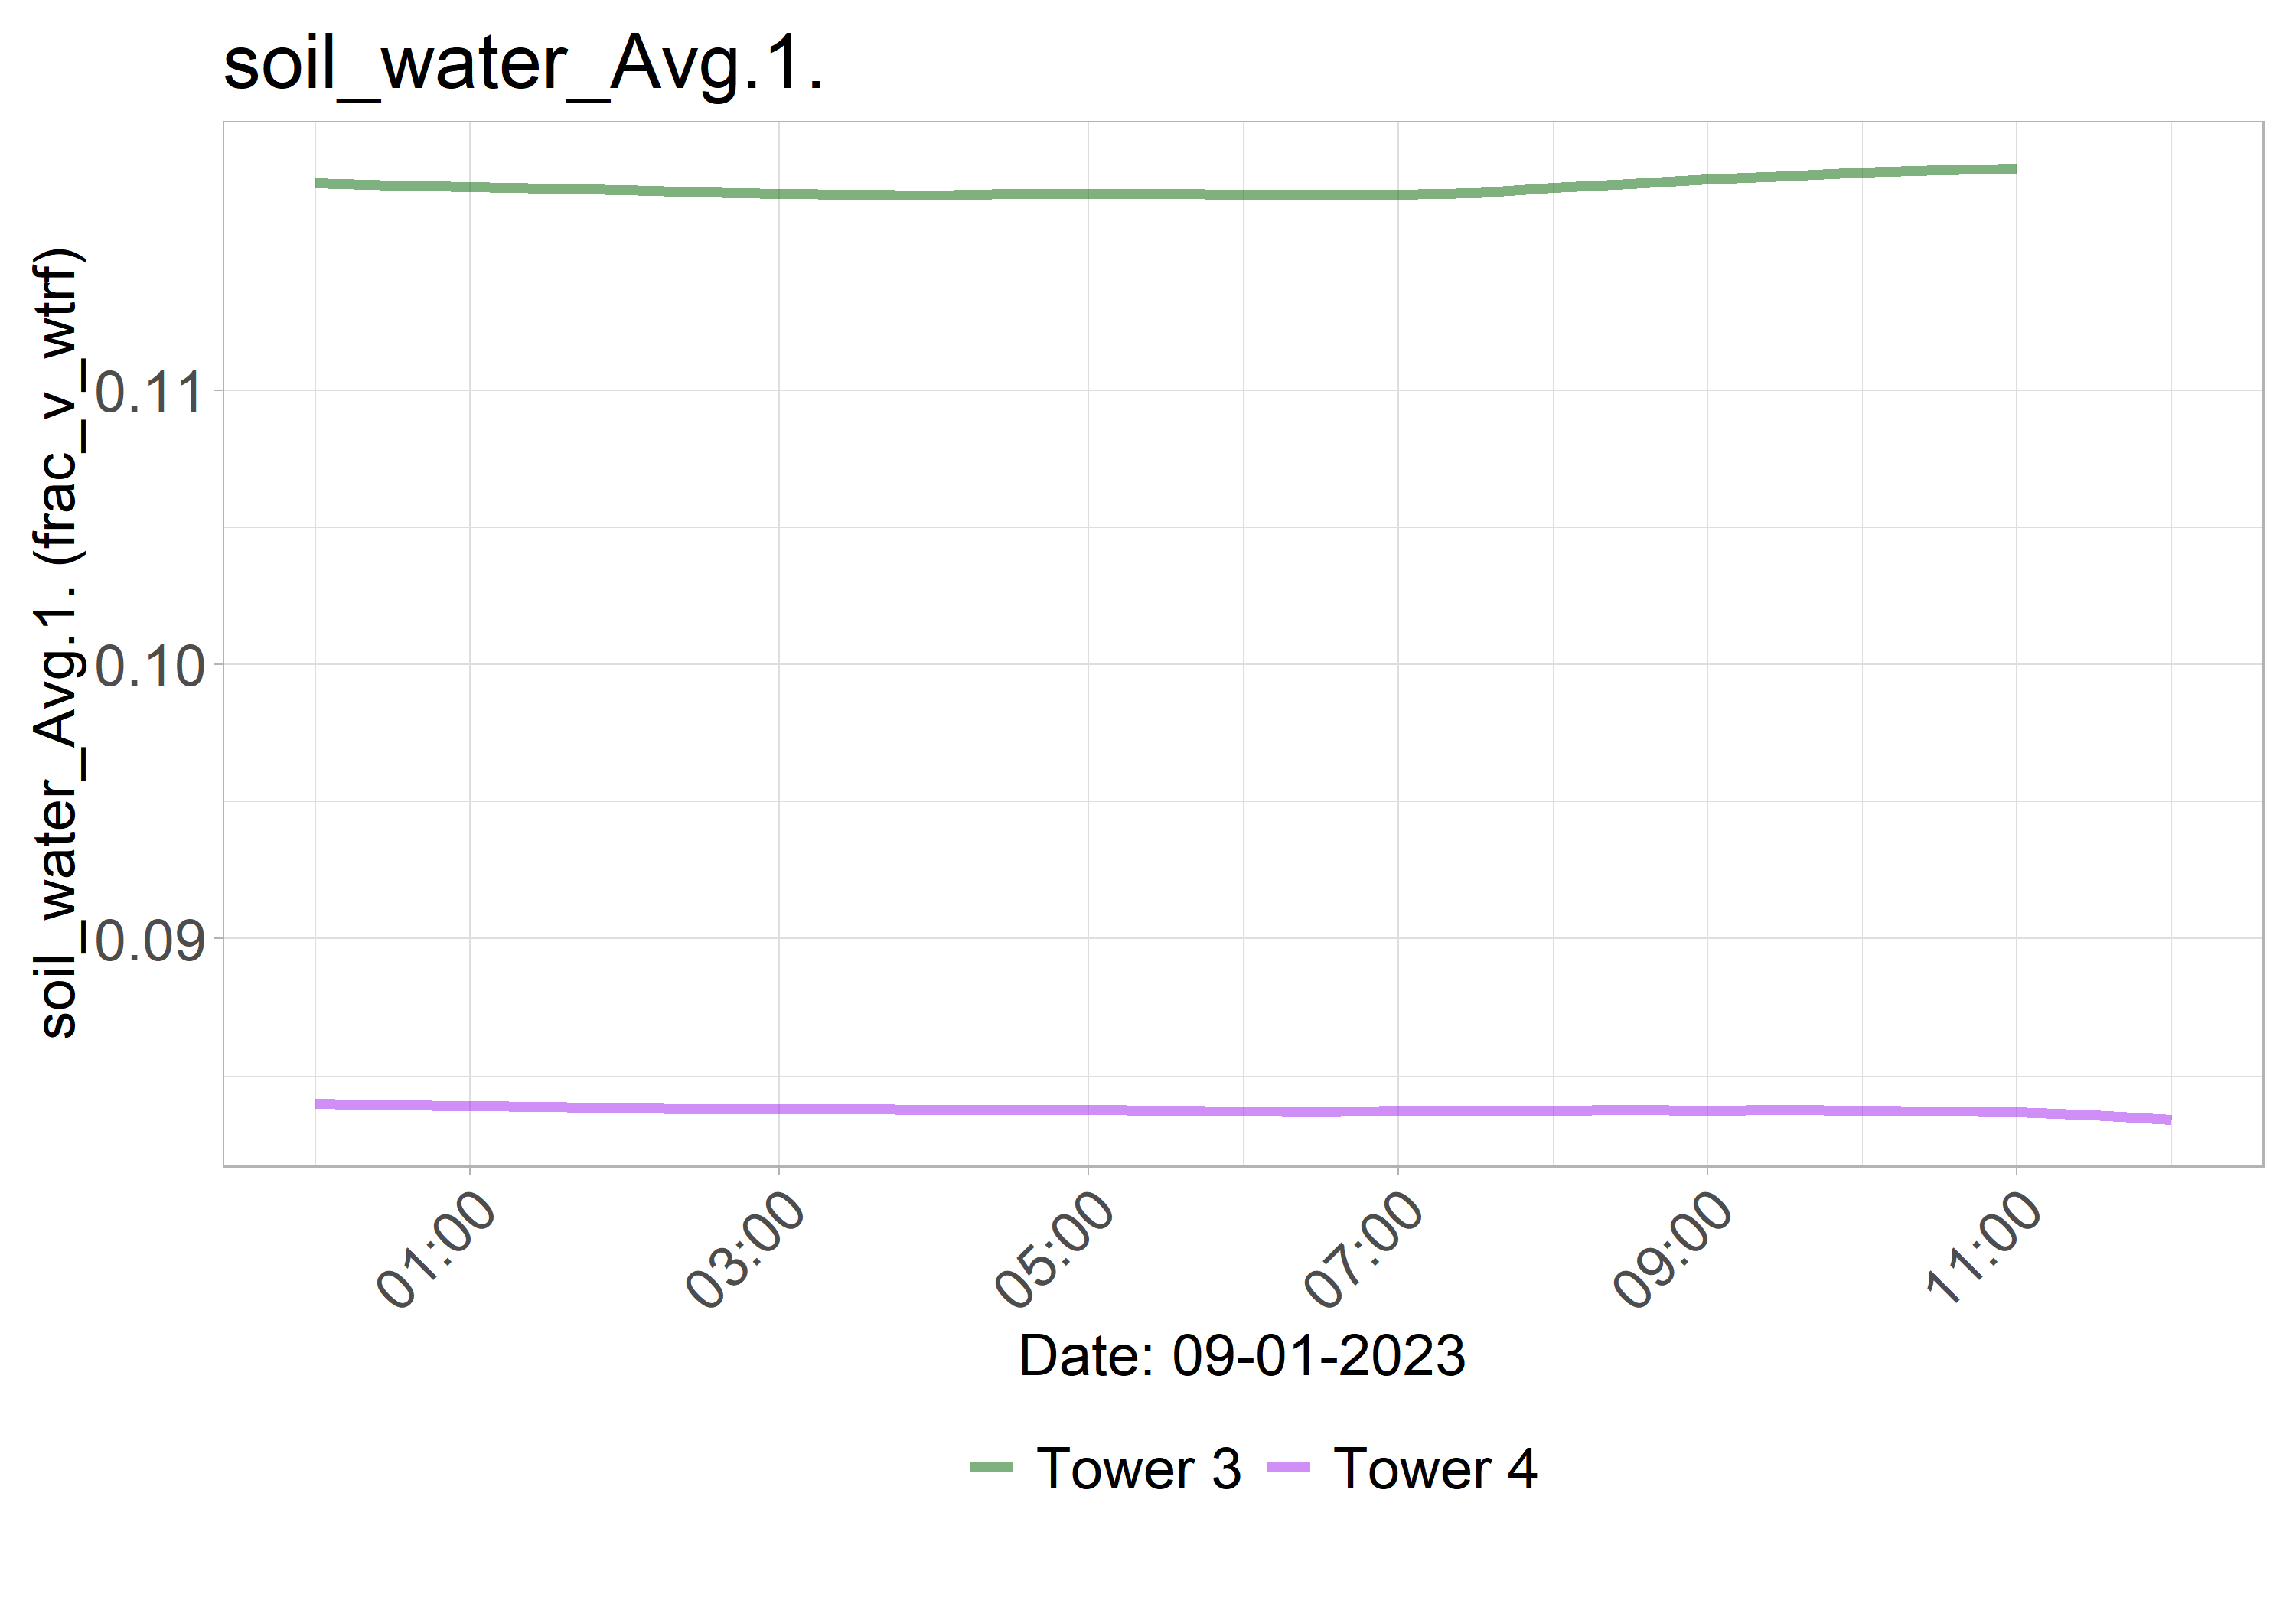 soil_water_Avg.1.
soil_water_Avg.1. (frac_v_wtrf)
0.11
0.10
0.09
01:00
03:00
05:00
07:00
09:00
11:00
Date: 09-01-2023
Tower 3
Tower 4